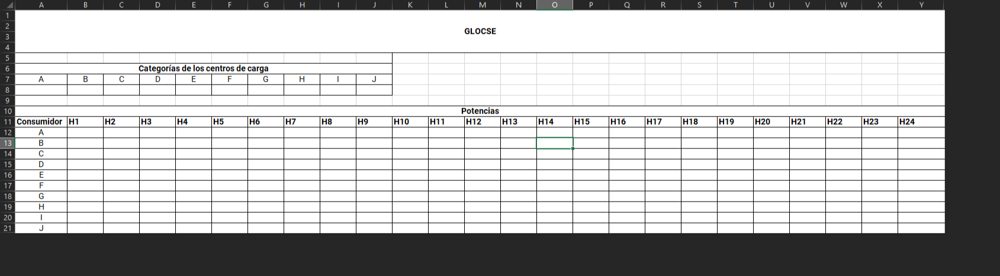 A B C D E F G H I J K L M N O P Q R S T U V W X Y
1
2
GLOCSE
3
4
5
6 Categorías de los centros de carga
7 A B C D E F G H I J
8
9
10 Potencias
11 Consumidor H1 H2 H3 H4 H5 H6 H7 H8 H9 H10 H11 H12 H13 H14 H15 H16 H17 H18 H19 H20 H21 H22 H23 H24
12 A
13 B
14 C
15 D
16 E
17 F
18 G
19 H
20 I
21 J